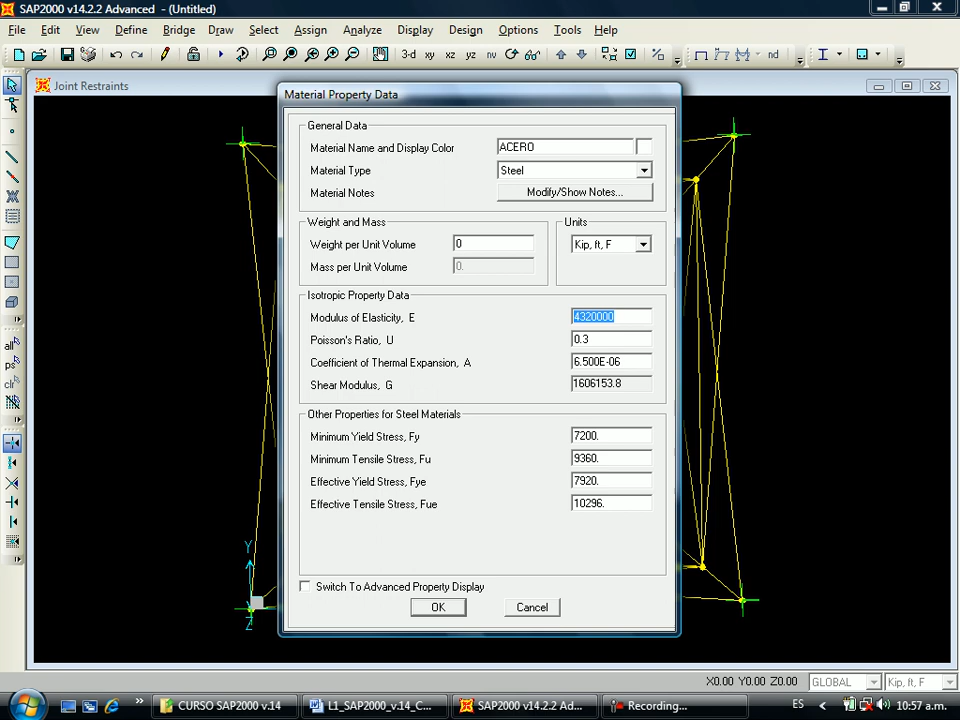 SAP2000 v14.2.2 Advanced - (Untitled)
File Edit View Define Bridge Draw Select Assign Analyze Display Design Options Tools Help
3-d xy xz yz nv nd
Joint Restraints
Material Property Data
General Data
Material Name and Display Color ACERO
Material Type Steel
Material Notes Modify/Show Notes...
Weight and Mass Units
Weight per Unit Volume 0 Kip, ft, F
Mass per Unit Volume 0.
Isotropic Property Data
Modulus of Elasticity, E 4320000
Poisson's Ratio, U 0.3
Coefficient of Thermal Expansion, A 6.500E-06
Shear Modulus, G 1606153.8
all
ps
clr
Other Properties for Steel Materials
Minimum Yield Stress, Fy 7200.
Minimum Tensile Stress, Fu 9360.
Effective Yield Stress, Fye 7920.
Effective Tensile Stress, Fue 10296.
Y
Z
Switch To Advanced Property Display
OK Cancel
X0.00 Y0.00 Z0.00 GLOBAL Kip, ft, F
CURSO SAP2000 v.14 L1_SAP2000_v.14_C... SAP2000 v14.2.2 Ad... Recording... ES 10:57 a.m.